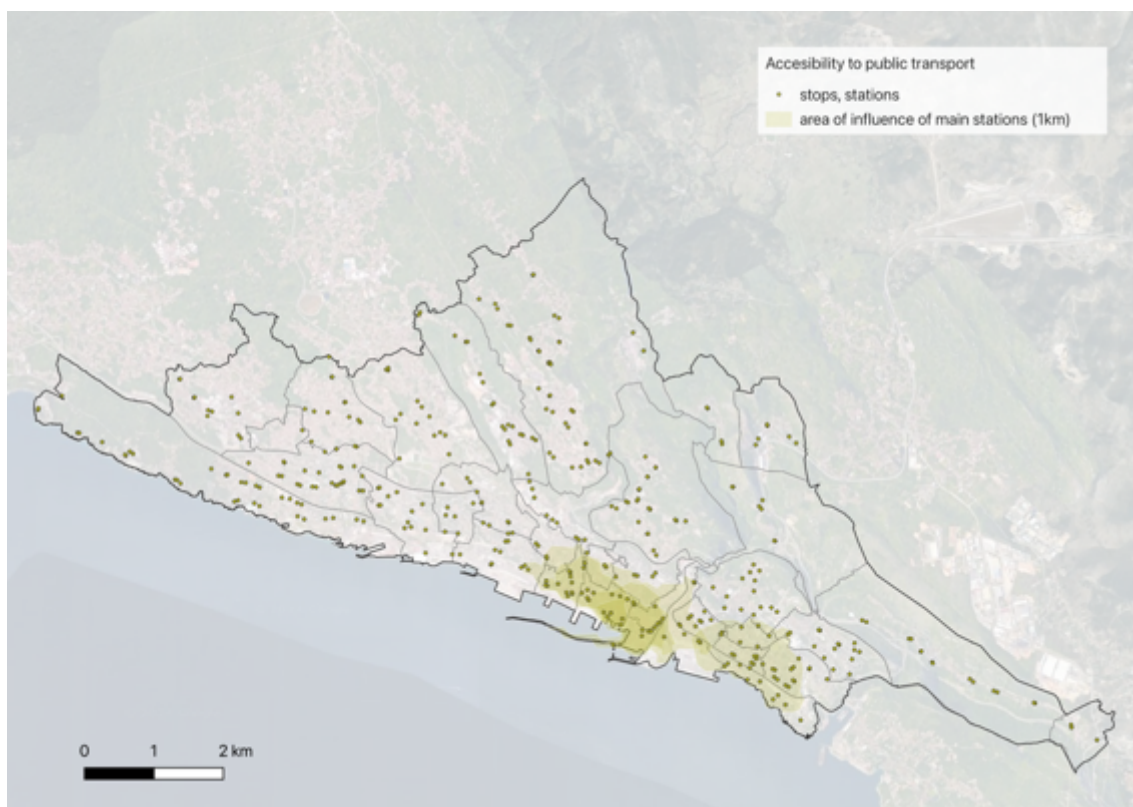 Accesibility to public transport
stops, stations
area of influence of main stations (1km)
0 1 2 km